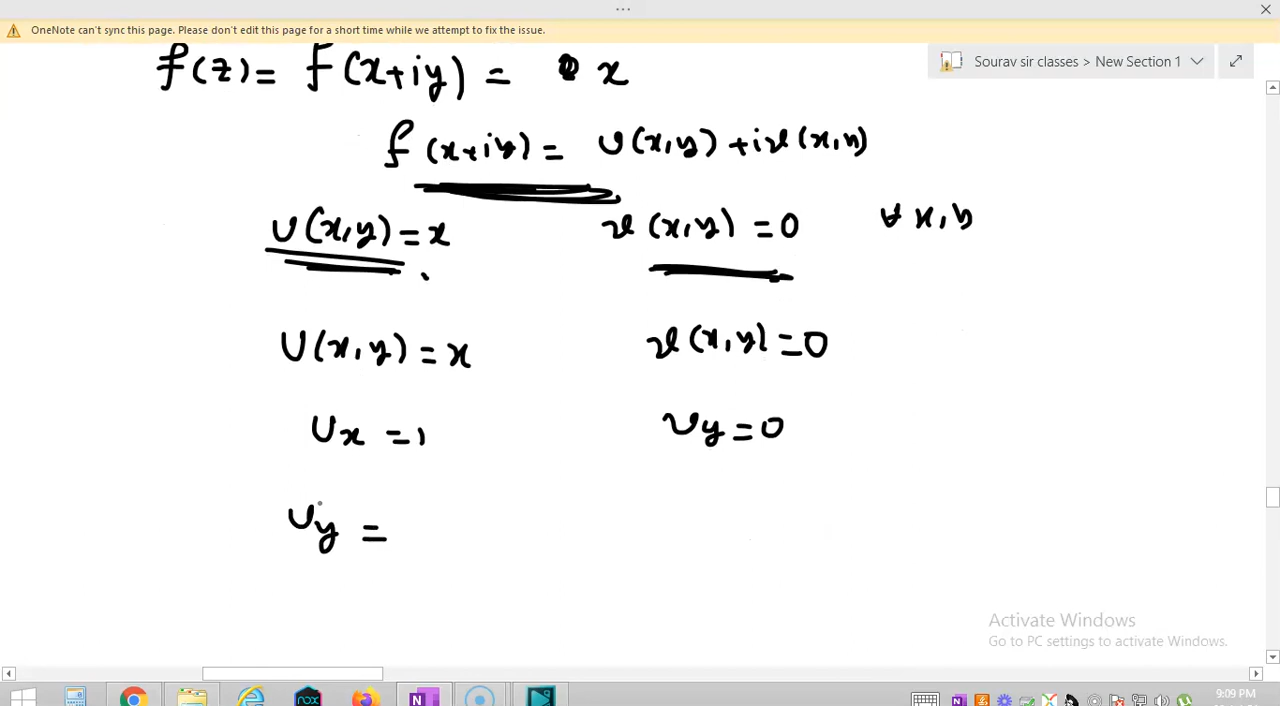 ...
OneNote can't sync this page. Please don't edit this page for a short time while we attempt to fix the issue.
Sourav sir classes > New Section 1
f(z) = f(x+iy) = x
f(x+iy) = U(x,y) + iv(x,y)
U(x,y) = x v(x,y) = 0 ∀ x,y
U(x,y) = x v(x,y) = 0
Ux = 1 vy = 0
Uy =
Activate Windows
Go to PC settings to activate Windows.
nox
N
9:09 PM